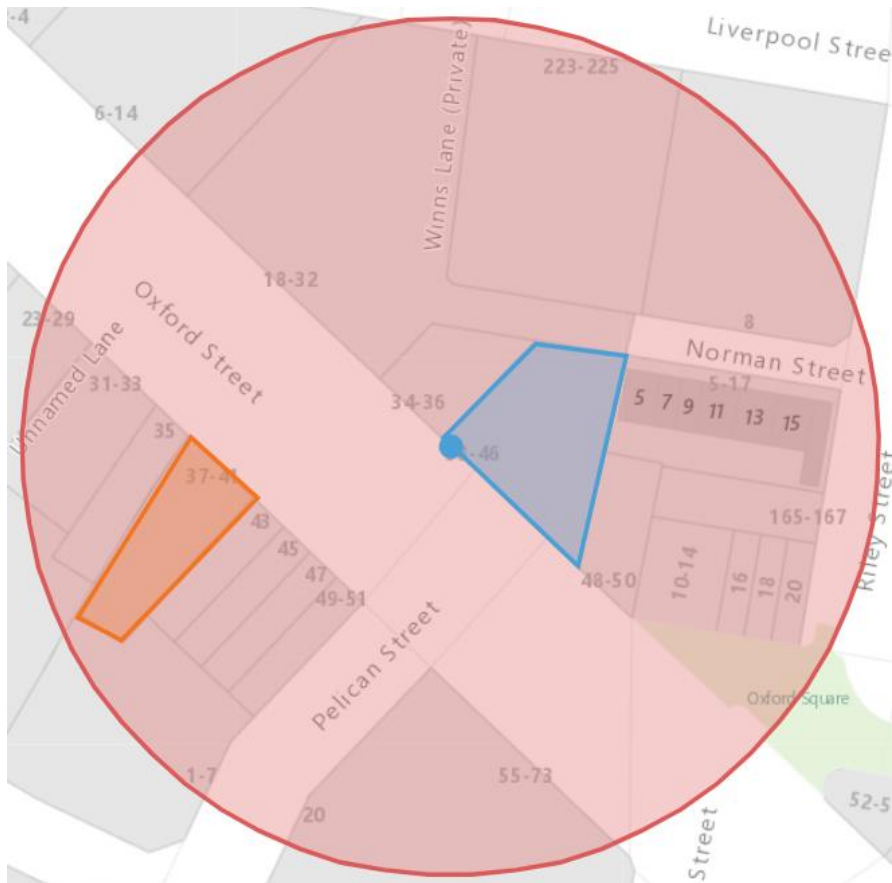 -4
Liverpool Stree
6-14
223-225
Winns Lane (Private)
18-32
Oxford Street
23-29
Unnamed Lane
31-33
8
Norman Street
34-36
5-17
5 7 9 11 13 15
35
37-41
-46
43
45
47
49-51
165-167
Riley Street
48-50
10-14
16
18
20
Pelican Street
Oxford Square
1-7
20
55-73
52-5
Street